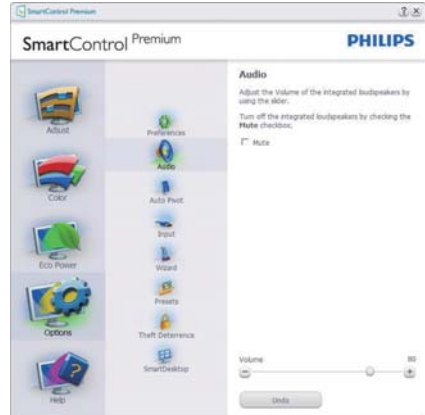 SmartControl Premium
SmartControl Premium
PHILIPS
Adjust
Color
Eco Power
Options
Help
Preferences
Audio
Auto Pivot
Input
Wizard
Presets
Theft Deterrence
SmartDesktop
Audio
Adjust the Volume of the integrated loudspeakers by
using the slider.
Turn off the integrated loudspeakers by checking the
Mute checkbox.
Mute
Volume 80
Undo